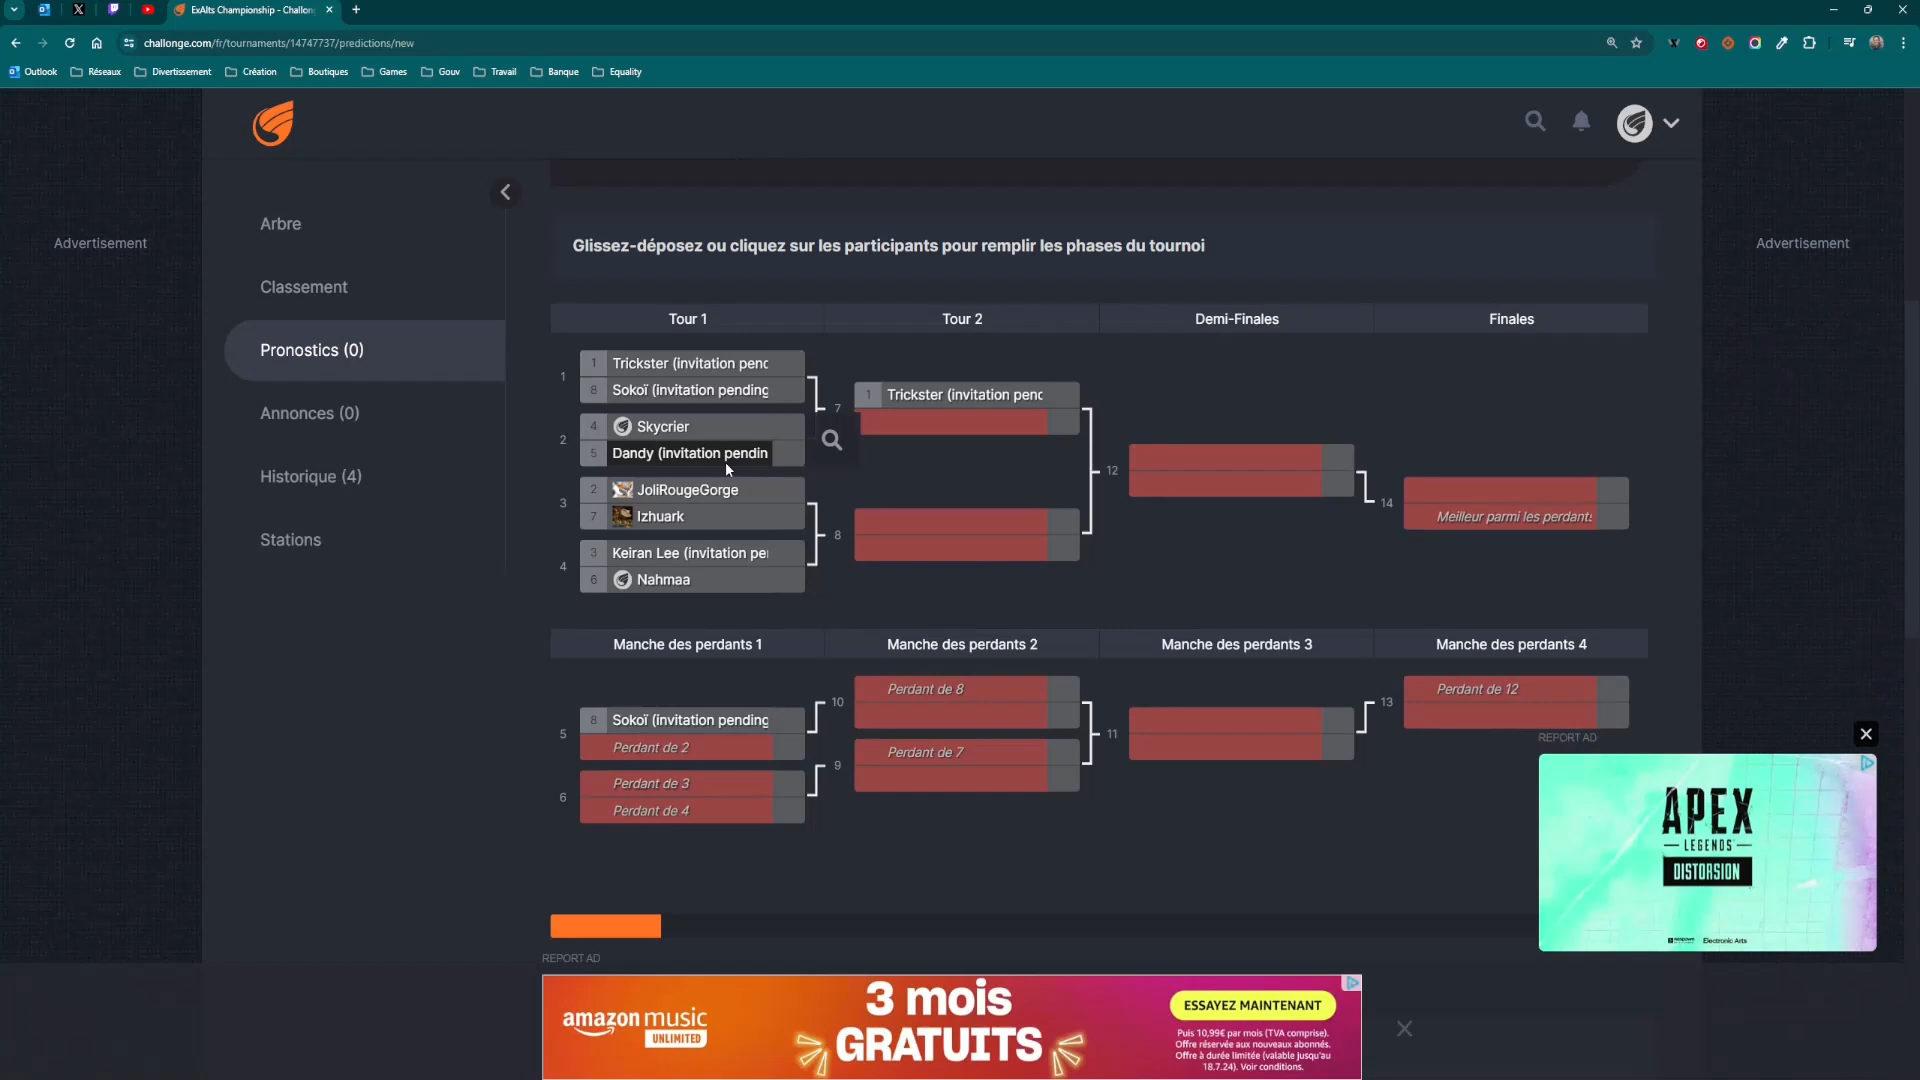 ExAlts Championship - Challon
challonge.com/fr/tournaments/14747737/predictions/new
Outlook
Réseaux
Divertissement
Création
Boutiques
Games
Gouv
Travail
Banque
Equality
Advertisement
Advertisement
Arbre
Classement
Pronostics (0)
Annonces (0)
Historique (4)
Stations
Glissez-déposez ou cliquez sur les participants pour remplir les phases du tournoi
Tour 1
Tour 2
Demi-Finales
Finales
1
1 Trickster (invitation penc
8 Sokoï (invitation pending
2
4 Skycrier
5 Dandy (invitation pendin
3
2 JoliRougeGorge
7 Izhuark
4
3 Keiran Lee (invitation pe
6 Nahmaa
7
1 Trickster (invitation penc
8
12
14
Meilleur parmi les perdants
Manche des perdants 1
Manche des perdants 2
Manche des perdants 3
Manche des perdants 4
5
8 Sokoï (invitation pending
Perdant de 2
6
Perdant de 3
Perdant de 4
10
Perdant de 8
9
Perdant de 7
11
13
Perdant de 12
REPORT AD
APEX
LEGENDS
DISTORSION
Electronic Arts
REPORT AD
amazon music
UNLIMITED
3 mois
GRATUITS
ESSAYEZ MAINTENANT
Puis 10,99€ par mois (TVA comprise).
Offre réservée aux nouveaux abonnés.
Offre à durée limitée (valable jusqu'au
18.7.24). Voir conditions.